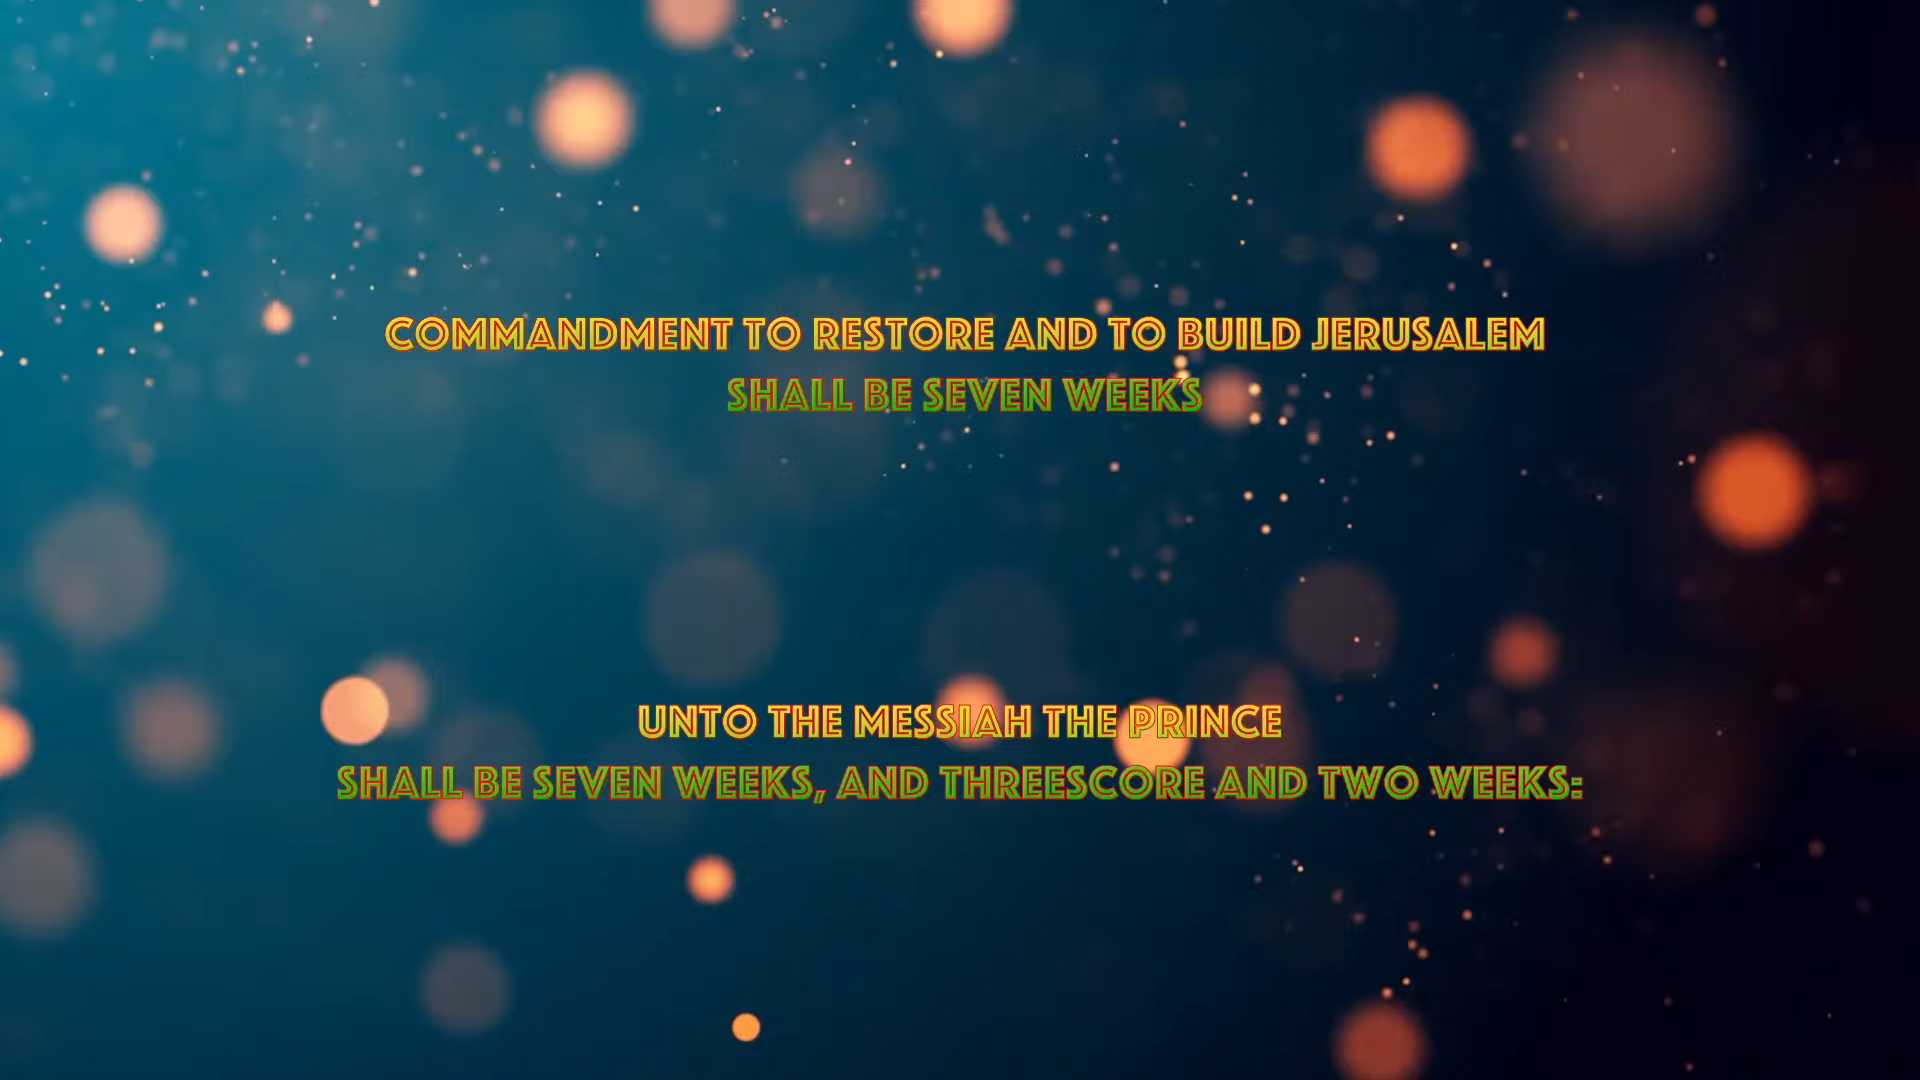 COMMANDMENT TO RESTORE AND TO BUILD JERUSALEM
SHALL BE SEVEN WEEKS
UNTO THE MESSIAH THE PRINCE
SHALL BE SEVEN WEEKS, AND THREESCORE AND TWO WEEKS: